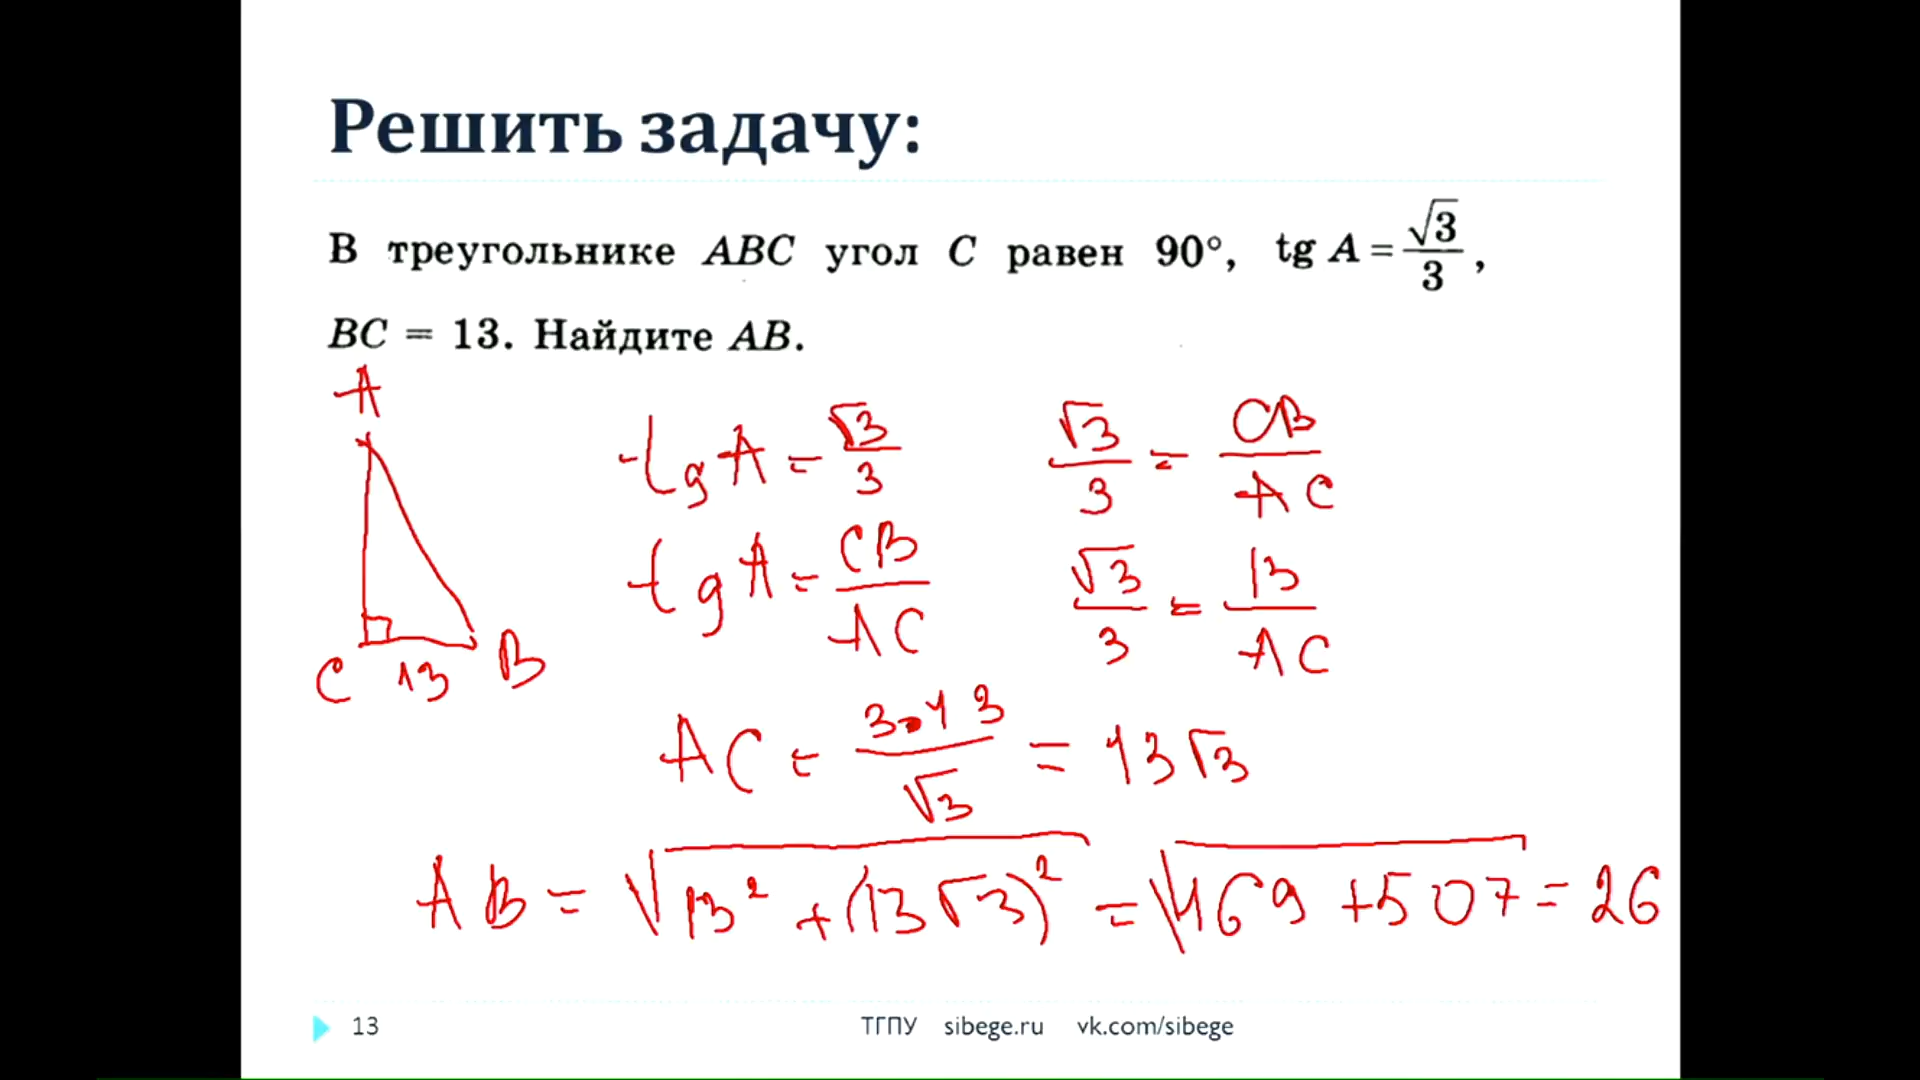 Решить задачу:
В треугольнике ABC угол C равен 90°, tg A = √3/3,
BC = 13. Найдите AB.
A
C 13 B
tg A = √3/3
tg A = CB/AC
√3/3 = CB/AC
√3/3 = 13/AC
AC = 3·13/√3 = 13√3
AB = √(13² + (13√3)²) = √(169 + 507) = 26
13 ТГПУ sibege.ru vk.com/sibege